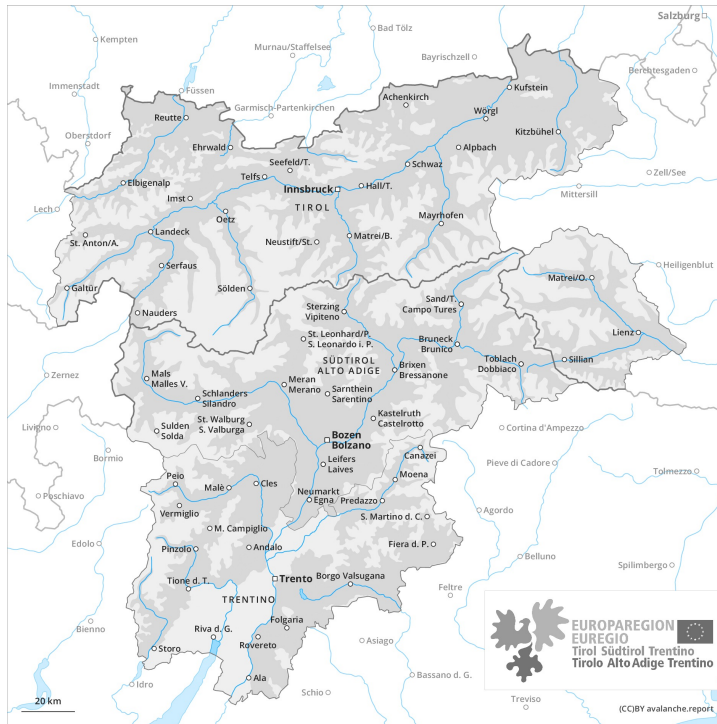 Salzburg
Kempten
Bad Tölz
Murnau/Staffelsee
Bayrischzell
Berchtesgaden
Immenstadt
Füssen
Garmisch-Partenkirchen
Achenkirch
Kufstein
Reutte
Wörgl
Oberstdorf
Kitzbühel
Ehrwald
Alpbach
Seefeld/T.
Schwaz
Telfs
Zell/See
Elbigenalp
Innsbruck
Hall/T.
Mittersill
Imst
TIROL
Lech
Oetz
Mayrhofen
Landeck
Matrei/B.
St. Anton/A.
Neustift/St.
Serfaus
Heiligenblut
Matrei/O.
Galtür
Sölden
Nauders
Sterzing
Vipiteno
Sand/T.
Campo Tures
Lienz
St. Leonhard/P.
S. Leonardo i. P.
Bruneck
Brunico
SÜDTIROL
ALTO ADIGE
Toblach
Dobbiaco
Sillian
Zernez
Mals
Malles V.
Meran
Merano
Brixen
Bressanone
Schlanders
Silandro
Sarnthein
Sarentino
St. Walburg
S. Valburga
Kastelruth
Castelrotto
Livigno
Sulden
Solda
Cortina d'Ampezzo
Bozen
Bolzano
Bormio
Canazei
Leifers
Laives
Pieve di Cadore
Tolmezzo
Moena
Peio
Malè
Cles
Neumarkt
Egna
Predazzo
Poschiavo
Vermiglio
Agordo
S. Martino d. C.
M. Campiglio
Edolo
Pinzolo
Andalo
Fiera d. P.
Belluno
Spilimbergo
Tione d. T.
Trento
Borgo Valsugana
Feltre
TRENTINO
Bienno
Folgaria
Riva d. G.
Asiago
Storo
Rovereto
Ala
Bassano d. G.
Idro
Schio
Treviso
EUROPAREGION
EUREGIO
Tirol Südtirol Trentino
Tirolo Alto Adige Trentino
20 km
(CC)BY avalanche.report